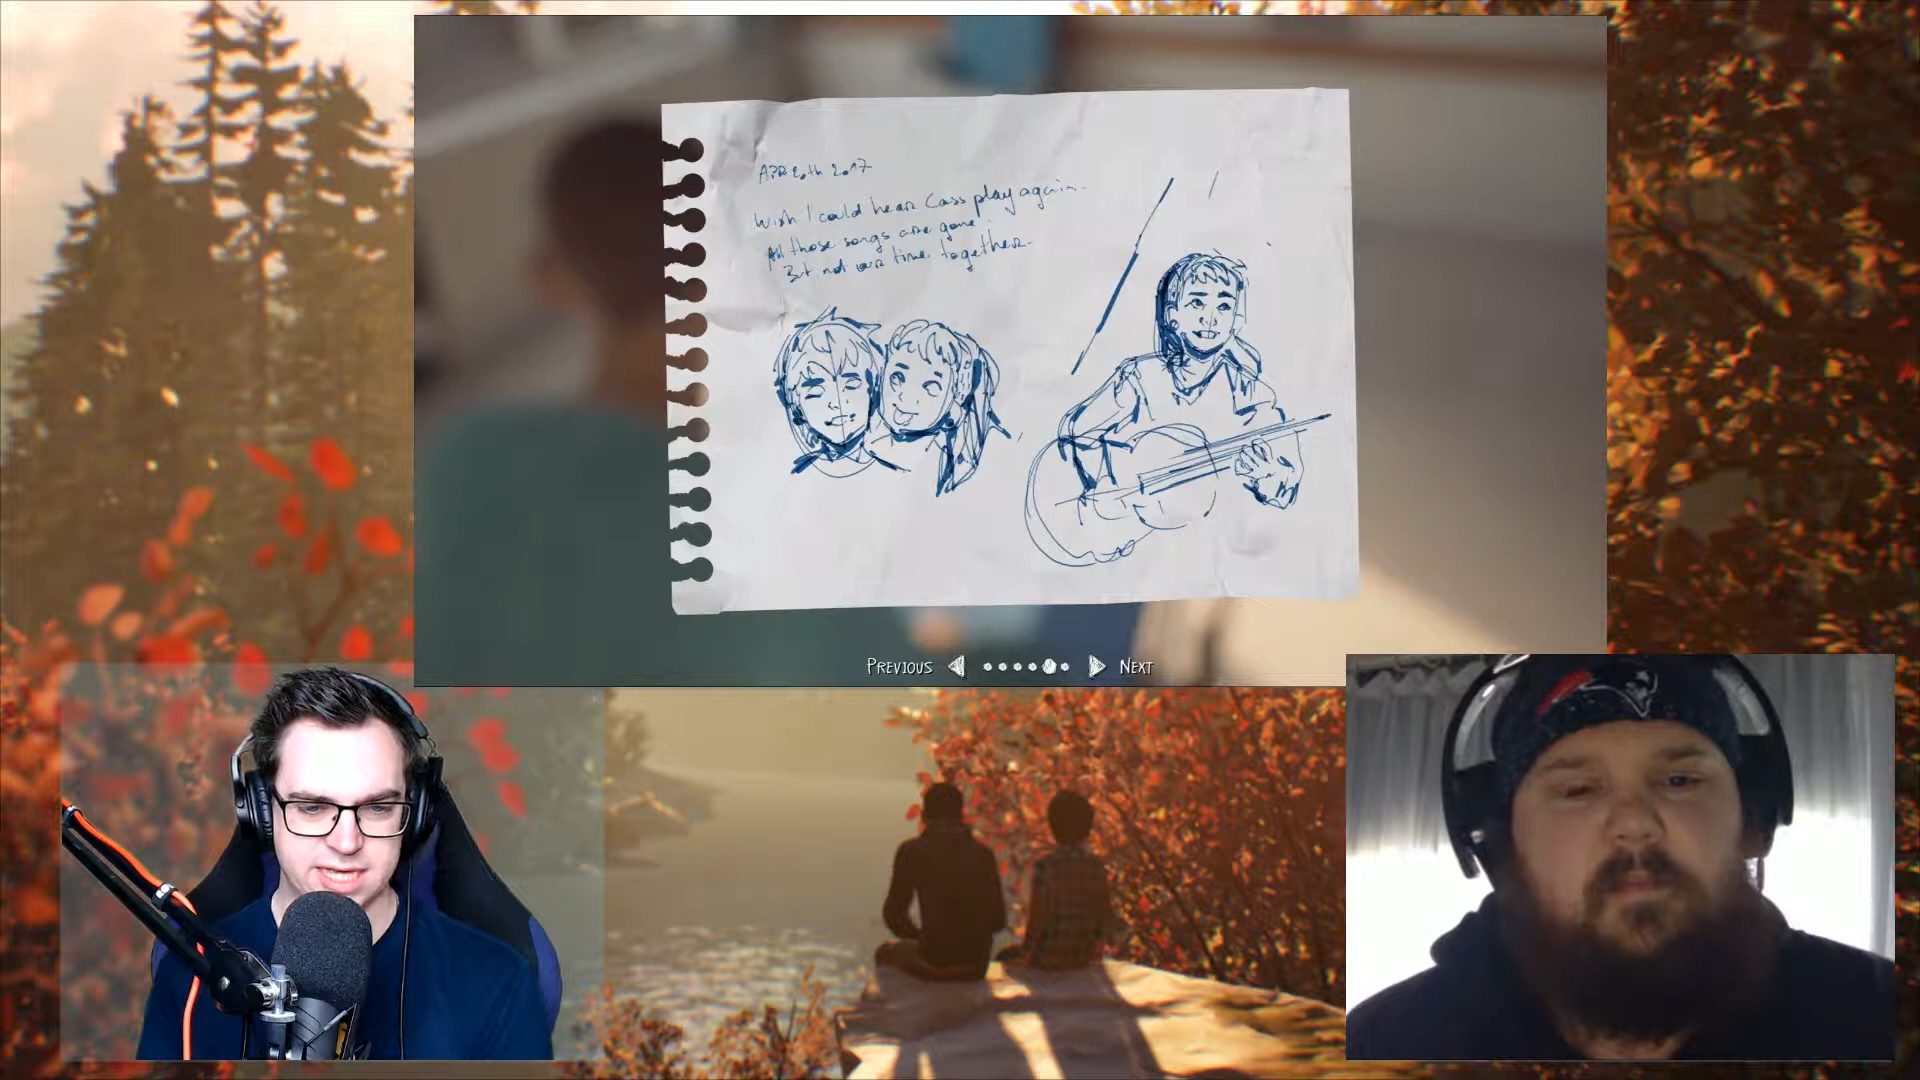 APR 20th 2017
Wish I could hear Cass play again.
All those songs are gone.
But not our time together.
Previous
Next